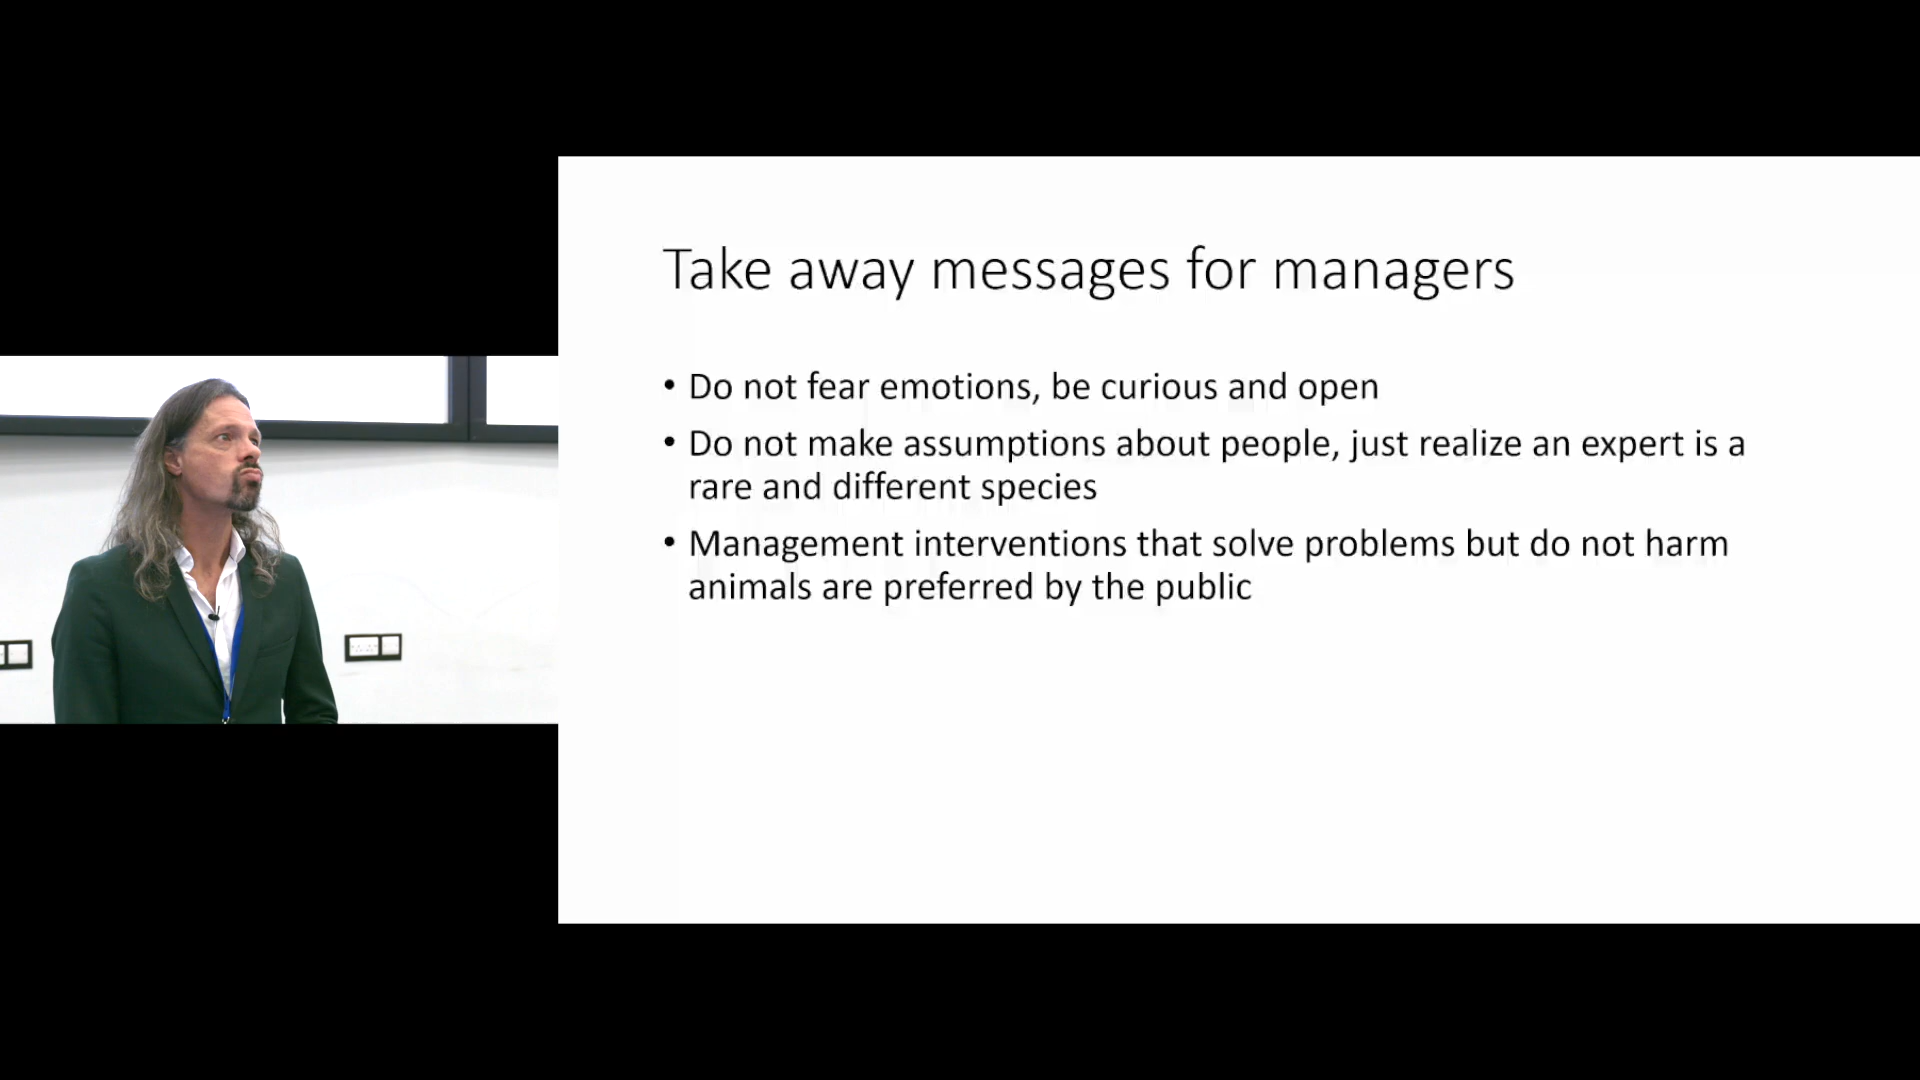 Take away messages for managers
• Do not fear emotions, be curious and open
• Do not make assumptions about people, just realize an expert is a
rare and different species
• Management interventions that solve problems but do not harm
animals are preferred by the public